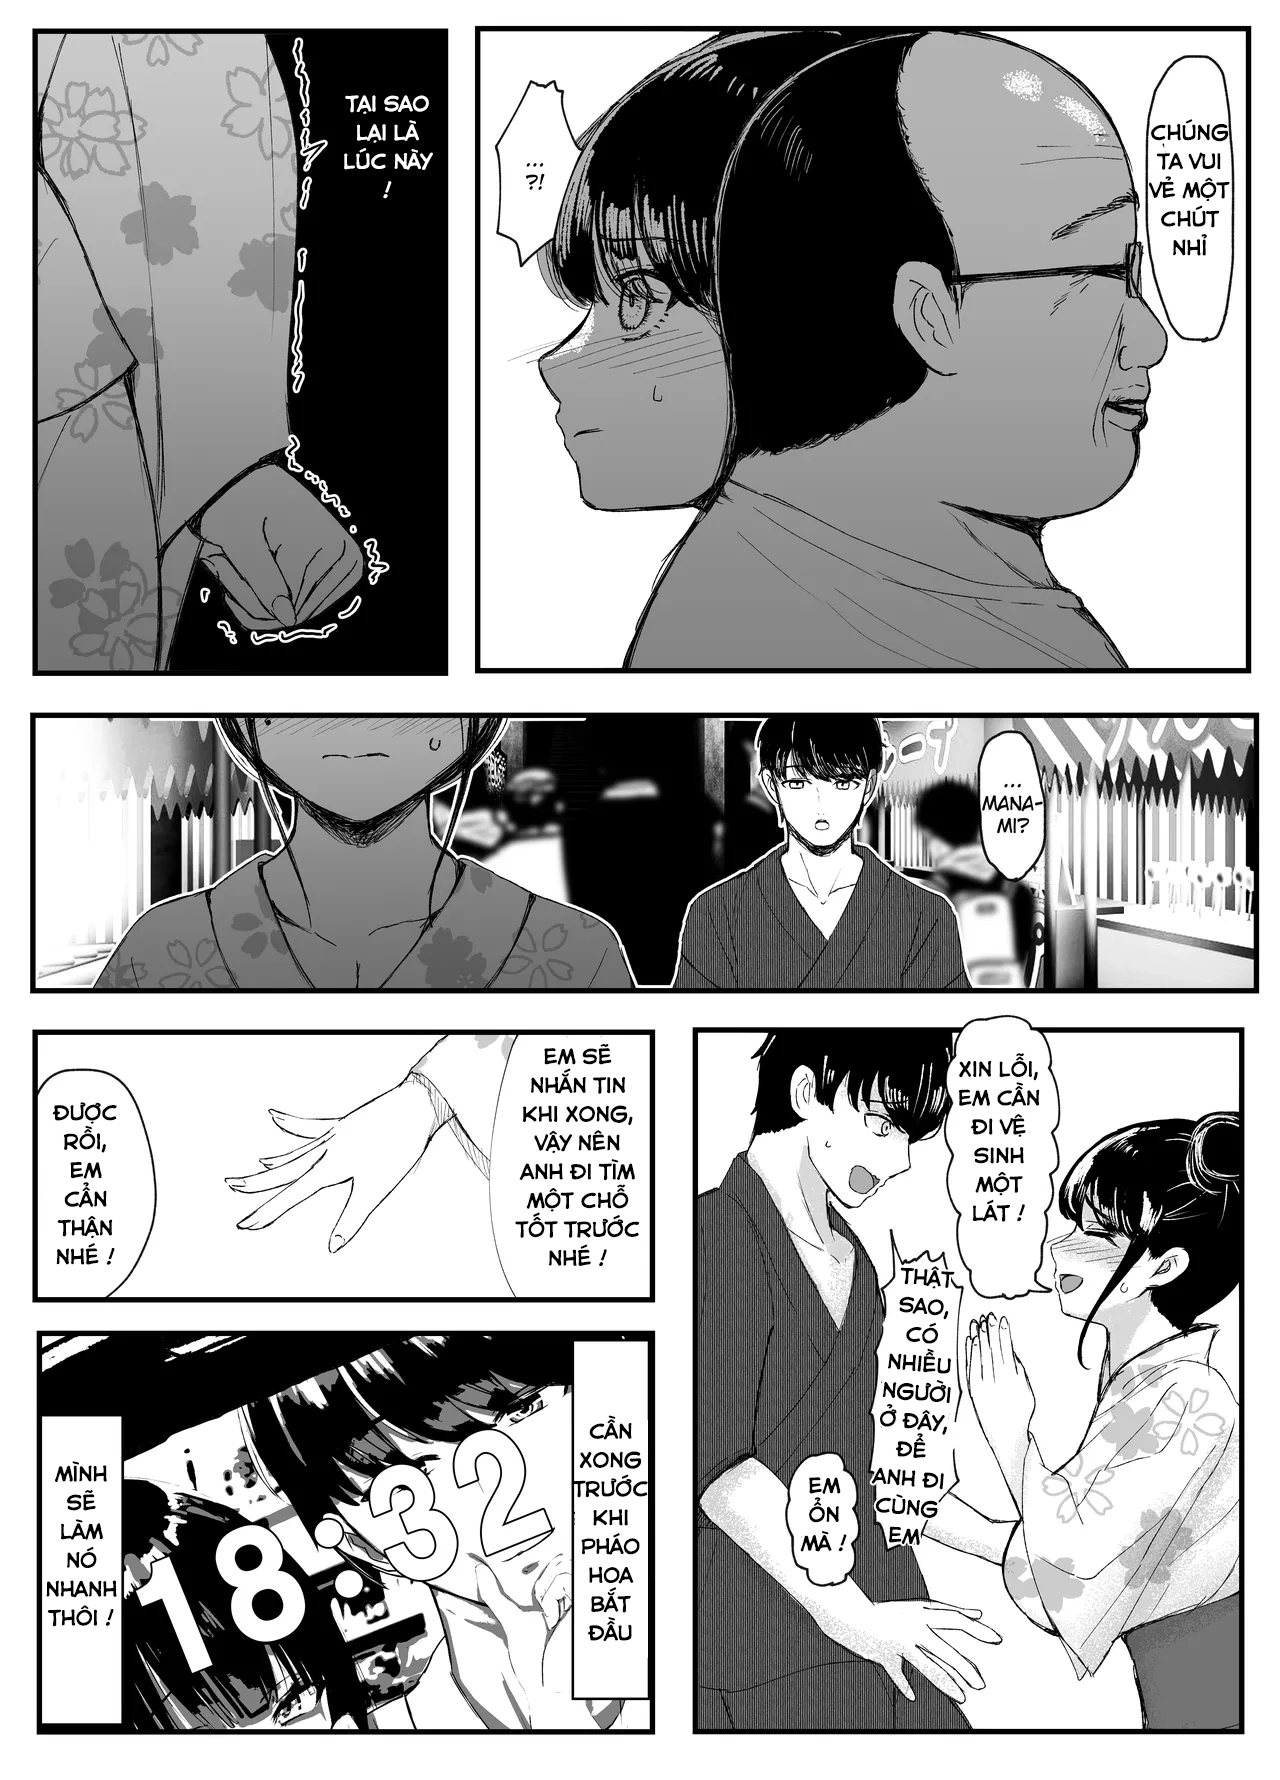 CHÚNG
TA VUI
VẺ MỘT
CHÚT
NHỈ
...
?!
TẠI SAO
LẠI LÀ
LÚC NÀY
!
...
MANA-
MI?
XIN LỖI,
EM CẦN
ĐI VỆ
SINH
MỘT
LÁT !
THẬT
SAO,
CÓ
NHIỀU
NGƯỜI
Ở ĐÂY,
ĐỂ
ANH ĐI
CÙNG
EM
EM
ỔN
MÀ !
EM SẼ
NHẮN TIN
KHI XONG,
VẬY NÊN
ANH ĐI TÌM
MỘT CHỖ
TỐT TRƯỚC
NHÉ !
ĐƯỢC
RỒI,
EM
CẨN
THẬN
NHÉ !
CẦN
XONG
TRƯỚC
KHI
PHÁO
HOA
BẮT
ĐẦU
18:32
MÌNH
SẼ
LÀM
NÓ
NHANH
THÔI !